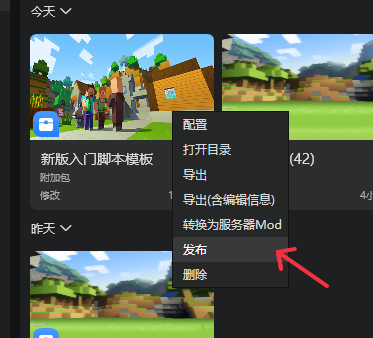 今天
新版入门脚本模板
附加包
修改
1
(42)
4小
配置
打开目录
导出
导出(含编辑信息)
转换为服务器Mod
发布
删除
昨天